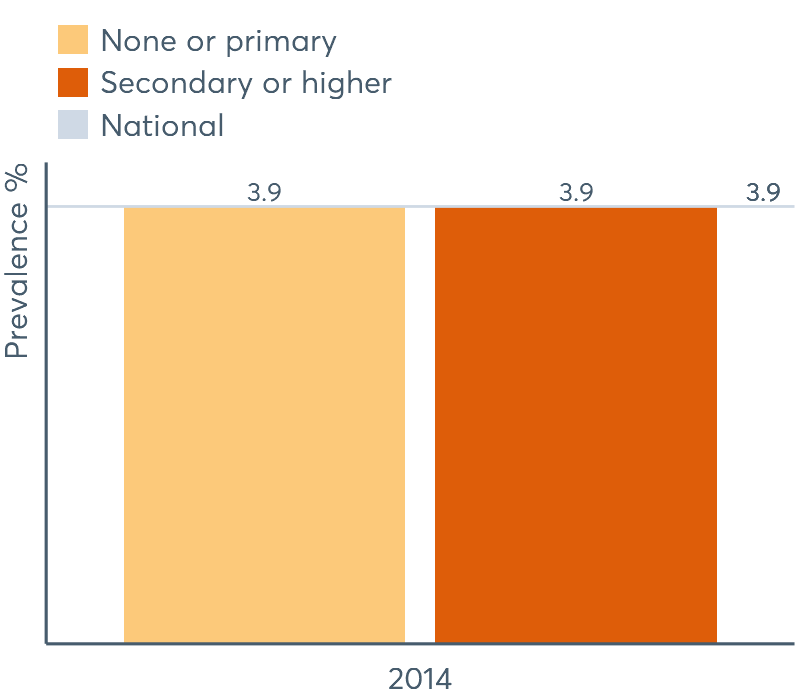 None or primary
Secondary or higher
National
Prevalence %
3.9
3.9
3.9
2014